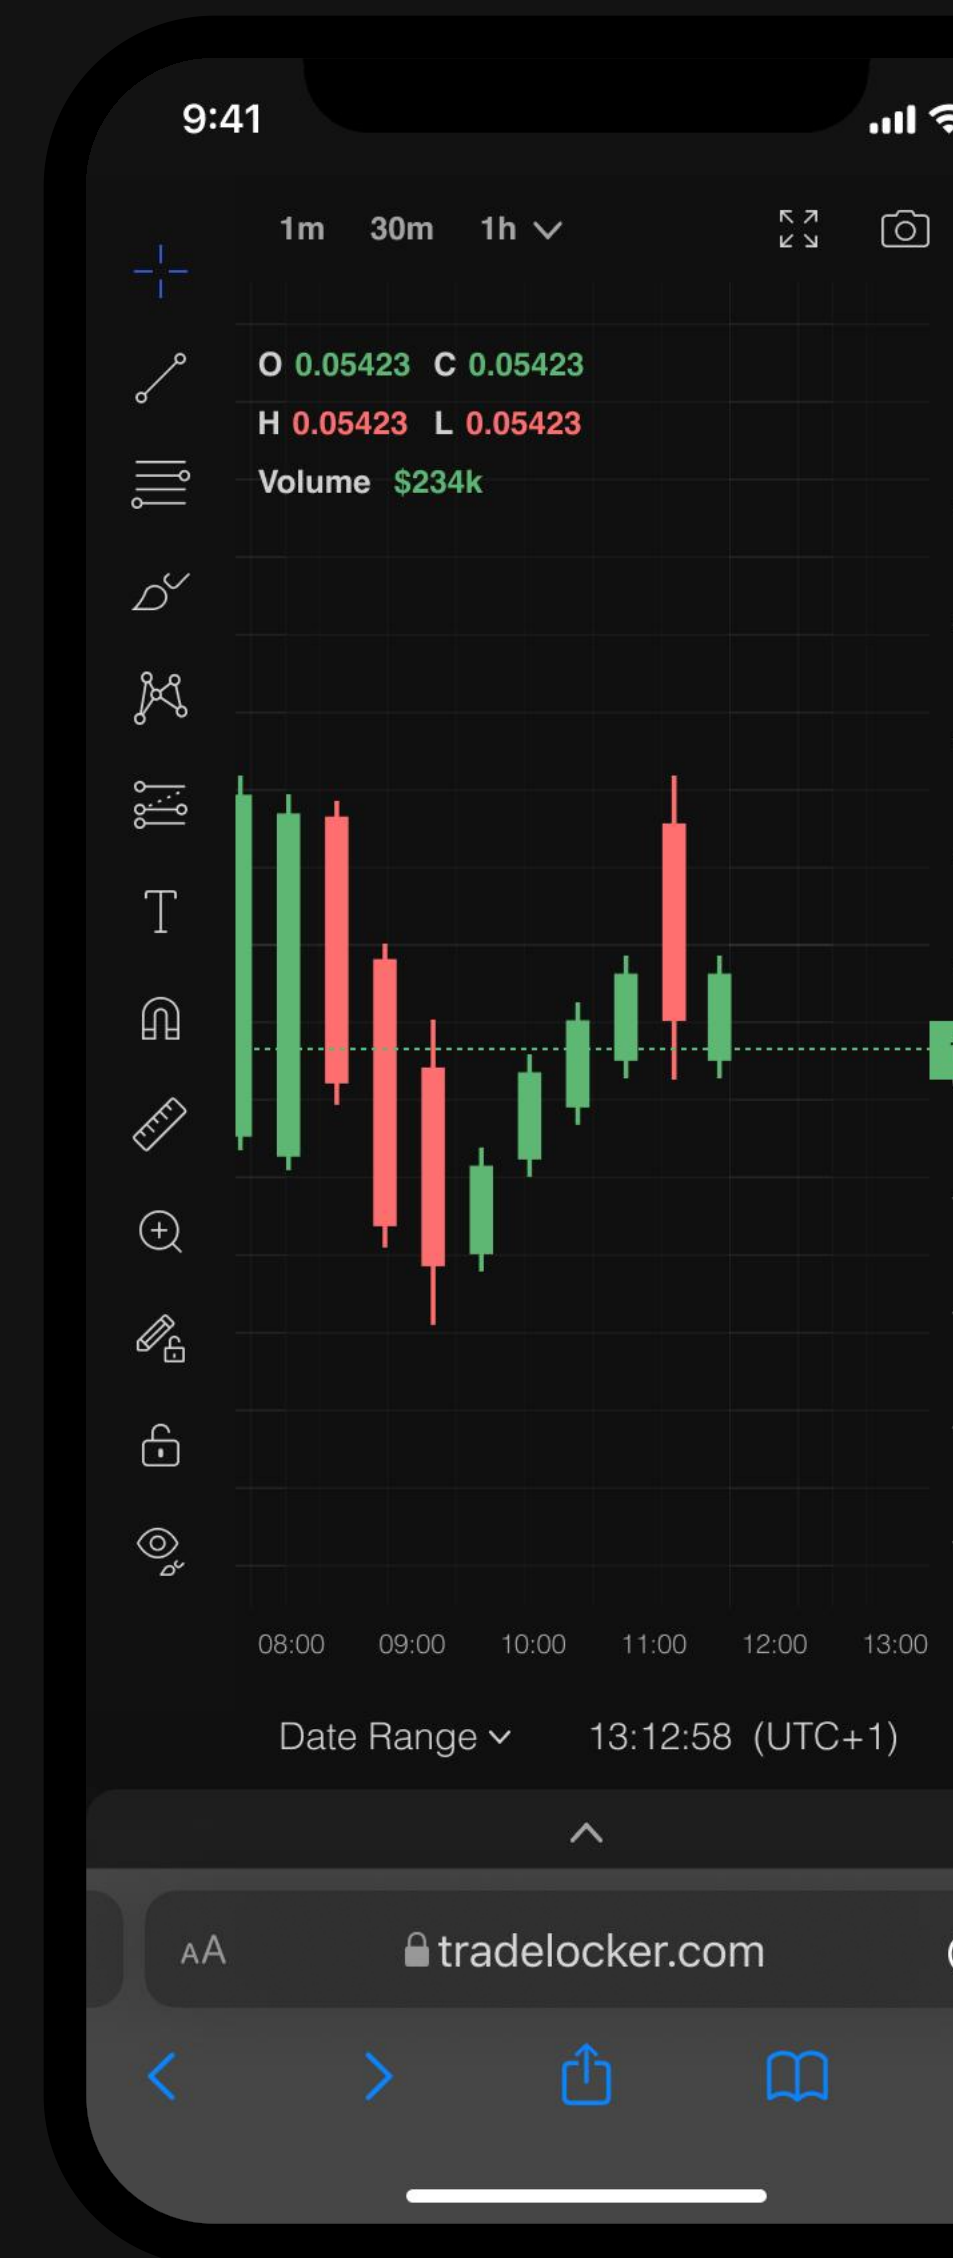 9:41
1m 30m 1h
O 0.05423 C 0.05423
H 0.05423 L 0.05423
Volume $234k
T
08:00 09:00 10:00 11:00 12:00 13:00
Date Range 13:12:58 (UTC+1)
AA tradelocker.com